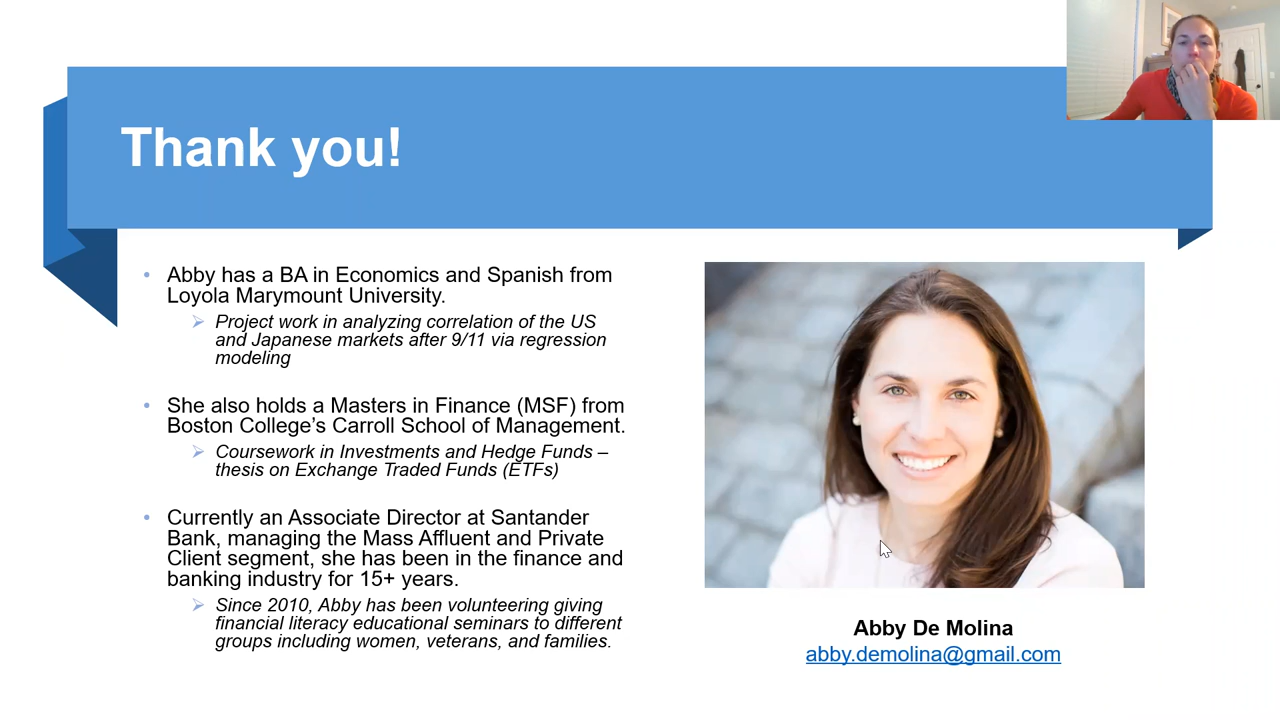 Thank you!
Abby has a BA in Economics and Spanish from
Loyola Marymount University.
Project work in analyzing correlation of the US
and Japanese markets after 9/11 via regression
modeling
She also holds a Masters in Finance (MSF) from
Boston College’s Carroll School of Management.
Coursework in Investments and Hedge Funds –
thesis on Exchange Traded Funds (ETFs)
Currently an Associate Director at Santander
Bank, managing the Mass Affluent and Private
Client segment, she has been in the finance and
banking industry for 15+ years.
Since 2010, Abby has been volunteering giving
financial literacy educational seminars to different
groups including women, veterans, and families.
Abby De Molina
abby.demolina@gmail.com